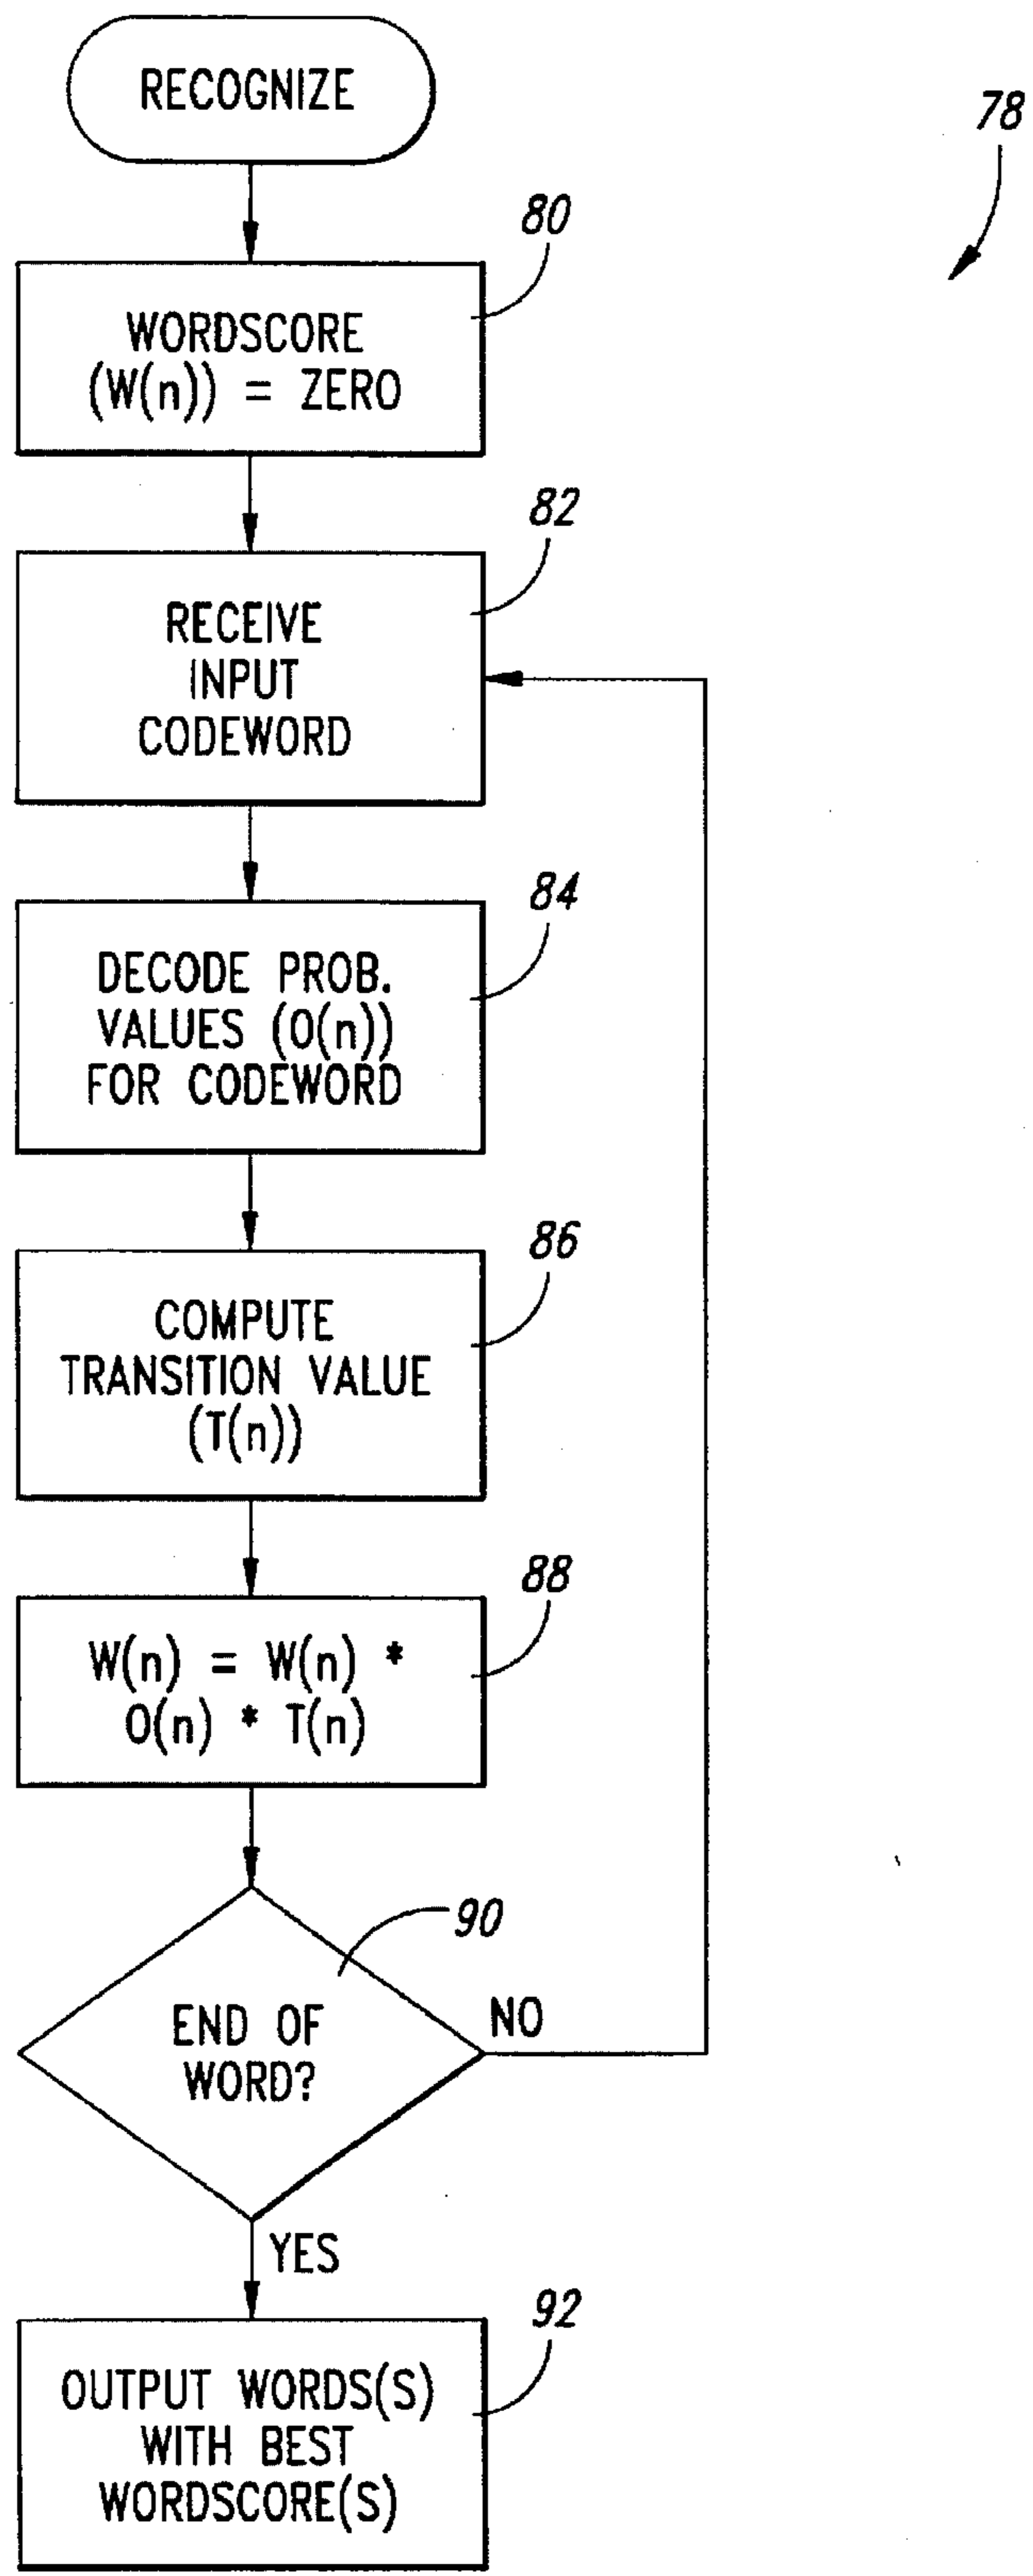 RECOGNIZE
78
80
WORDSCORE
(W(n)) = ZERO
82
RECEIVE
INPUT
CODEWORD
84
DECODE PROB.
VALUES (O(n))
FOR CODEWORD
86
COMPUTE
TRANSITION VALUE
(T(n))
88
W(n) = W(n) *
O(n) * T(n)
90
END OF
WORD?
NO
YES
92
OUTPUT WORDS(S)
WITH BEST
WORDSCORE(S)